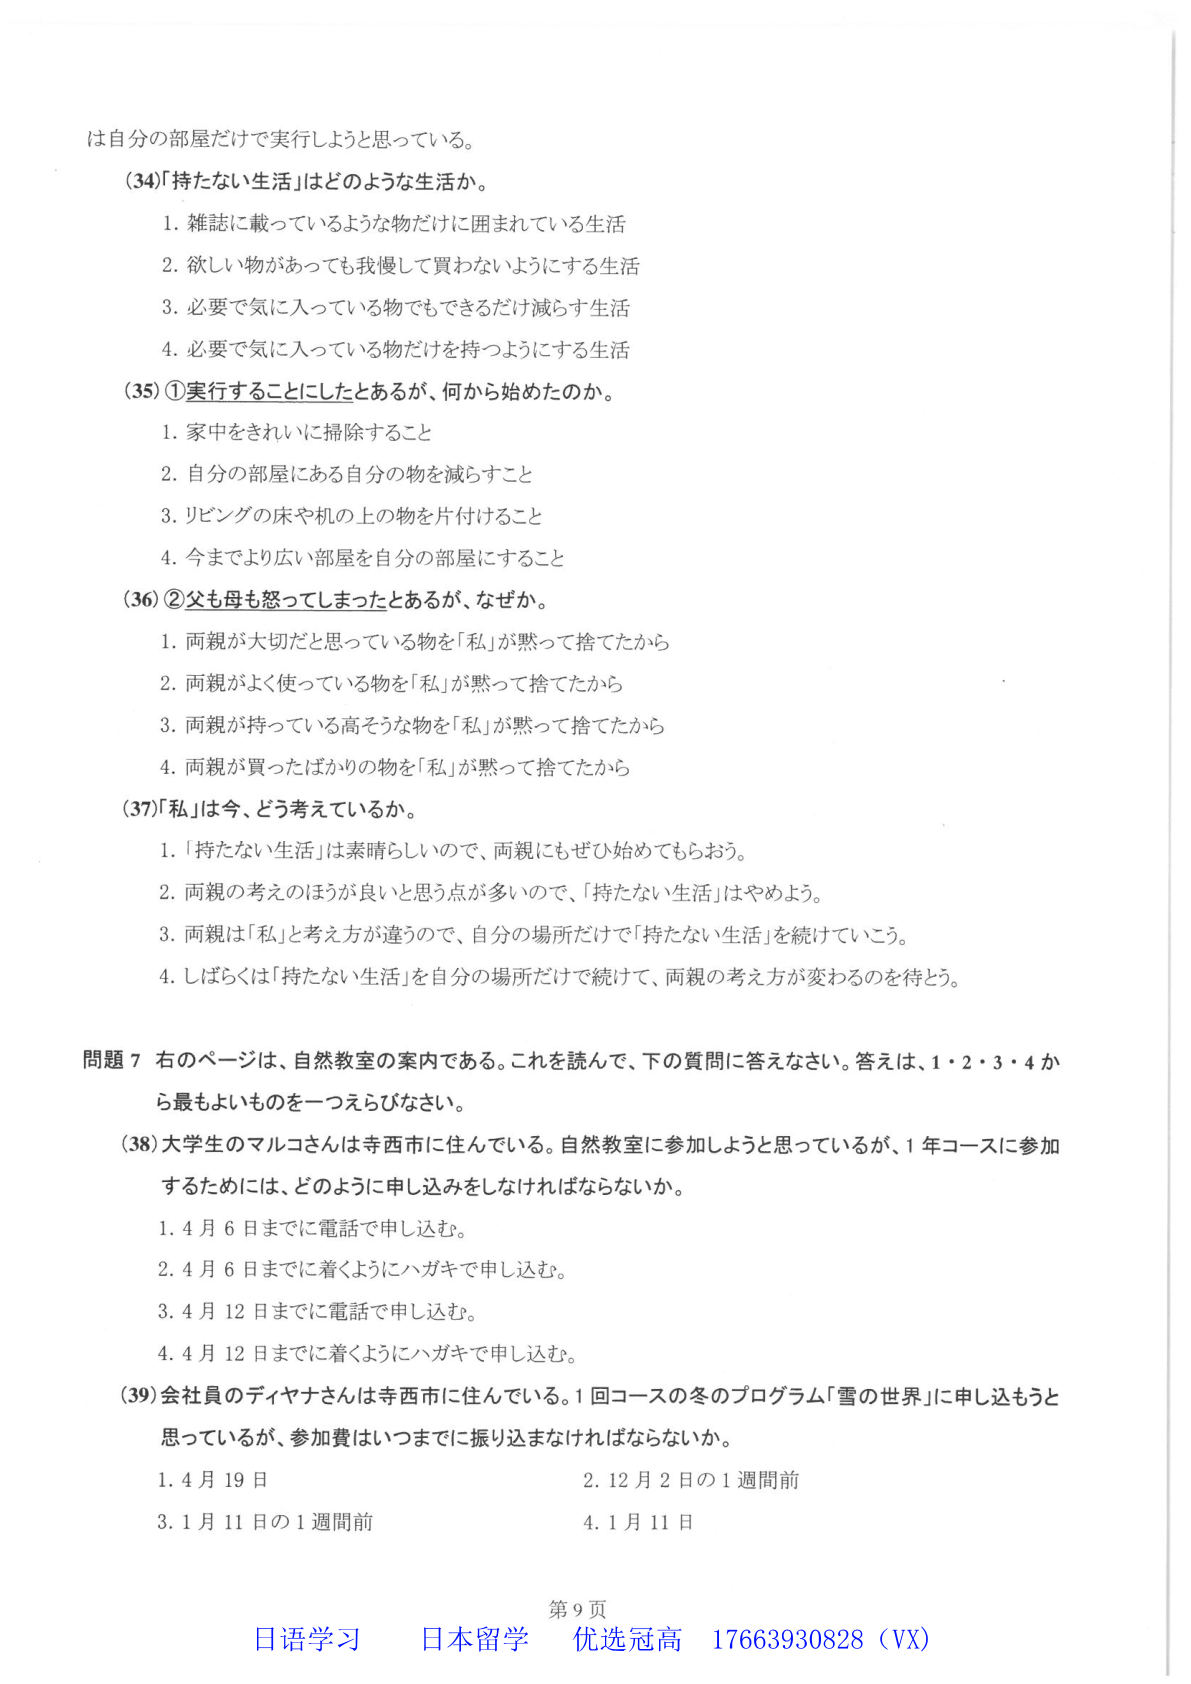 は自分の部屋だけで実行しようと思っている。
(34)「持たない生活」はどのような生活か。
1. 雑誌に載っているような物だけに囲まれている生活
2. 欲しい物があっても我慢して買わないようにする生活
3. 必要で気に入っている物でもできるだけ減らす生活
4. 必要で気に入っている物だけを持つようにする生活
(35) ①実行することにしたとあるが、何から始めたのか。
1. 家中をきれいに掃除すること
2. 自分の部屋にある自分の物を減らすこと
3. リビングの床や机の上の物を片付けること
4. 今までより広い部屋を自分の部屋にすること
(36) ②父も母も怒ってしまったとあるが、なぜか。
1. 両親が大切だと思っている物を「私」が黙って捨てたから
2. 両親がよく使っている物を「私」が黙って捨てたから
3. 両親が持っている高そうな物を「私」が黙って捨てたから
4. 両親が買ったばかりの物を「私」が黙って捨てたから
(37)「私」は今、どう考えているか。
1. 「持たない生活」は素晴らしいので、両親にもぜひ始めてもらおう。
2. 両親の考えのほうが良いと思う点が多いので、「持たない生活」はやめよう。
3. 両親は「私」と考え方が違うので、自分の場所だけで「持たない生活」を続けていこう。
4. しばらくは「持たない生活」を自分の場所だけで続けて、両親の考え方が変わるのを待とう。
問題 7 右のページは、自然教室の案内である。これを読んで、下の質問に答えなさい。答えは、1・2・3・4 か
ら最もよいものを一つえらびなさい。
(38) 大学生のマルコさんは寺西市に住んでいる。自然教室に参加しようと思っているが、1 年コースに参加
するためには、どのように申し込みをしなければならないか。
1. 4 月 6 日までに電話で申し込む。
2. 4 月 6 日までに着くようにハガキで申し込む。
3. 4 月 12 日までに電話で申し込む。
4. 4 月 12 日までに着くようにハガキで申し込む。
(39) 会社員のディヤナさんは寺西市に住んでいる。1 回コースの冬のプログラム「雪の世界」に申し込もうと
思っているが、参加費はいつまでに振り込まなければならないか。
1. 4 月 19 日 2. 12 月 2 日の 1 週間前
3. 1 月 11 日の 1 週間前 4. 1 月 11 日
第 9 页
日语学习 日本留学 优选冠高 17663930828（VX)